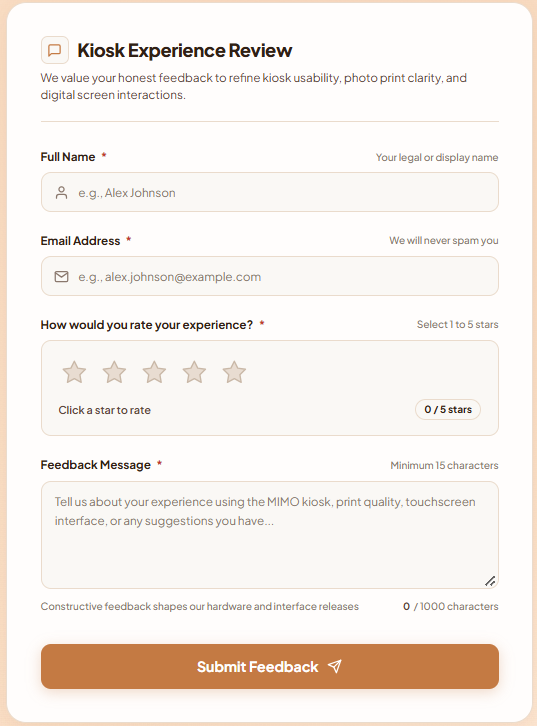 Kiosk Experience Review
We value your honest feedback to refine kiosk usability, photo print clarity, and
digital screen interactions.
Full Name * Your legal or display name
e.g., Alex Johnson
Email Address * We will never spam you
e.g., alex.johnson@example.com
How would you rate your experience? * Select 1 to 5 stars
Click a star to rate 0 / 5 stars
Feedback Message * Minimum 15 characters
Tell us about your experience using the MIMO kiosk, print quality, touchscreen
interface, or any suggestions you have...
Constructive feedback shapes our hardware and interface releases 0 / 1000 characters
Submit Feedback